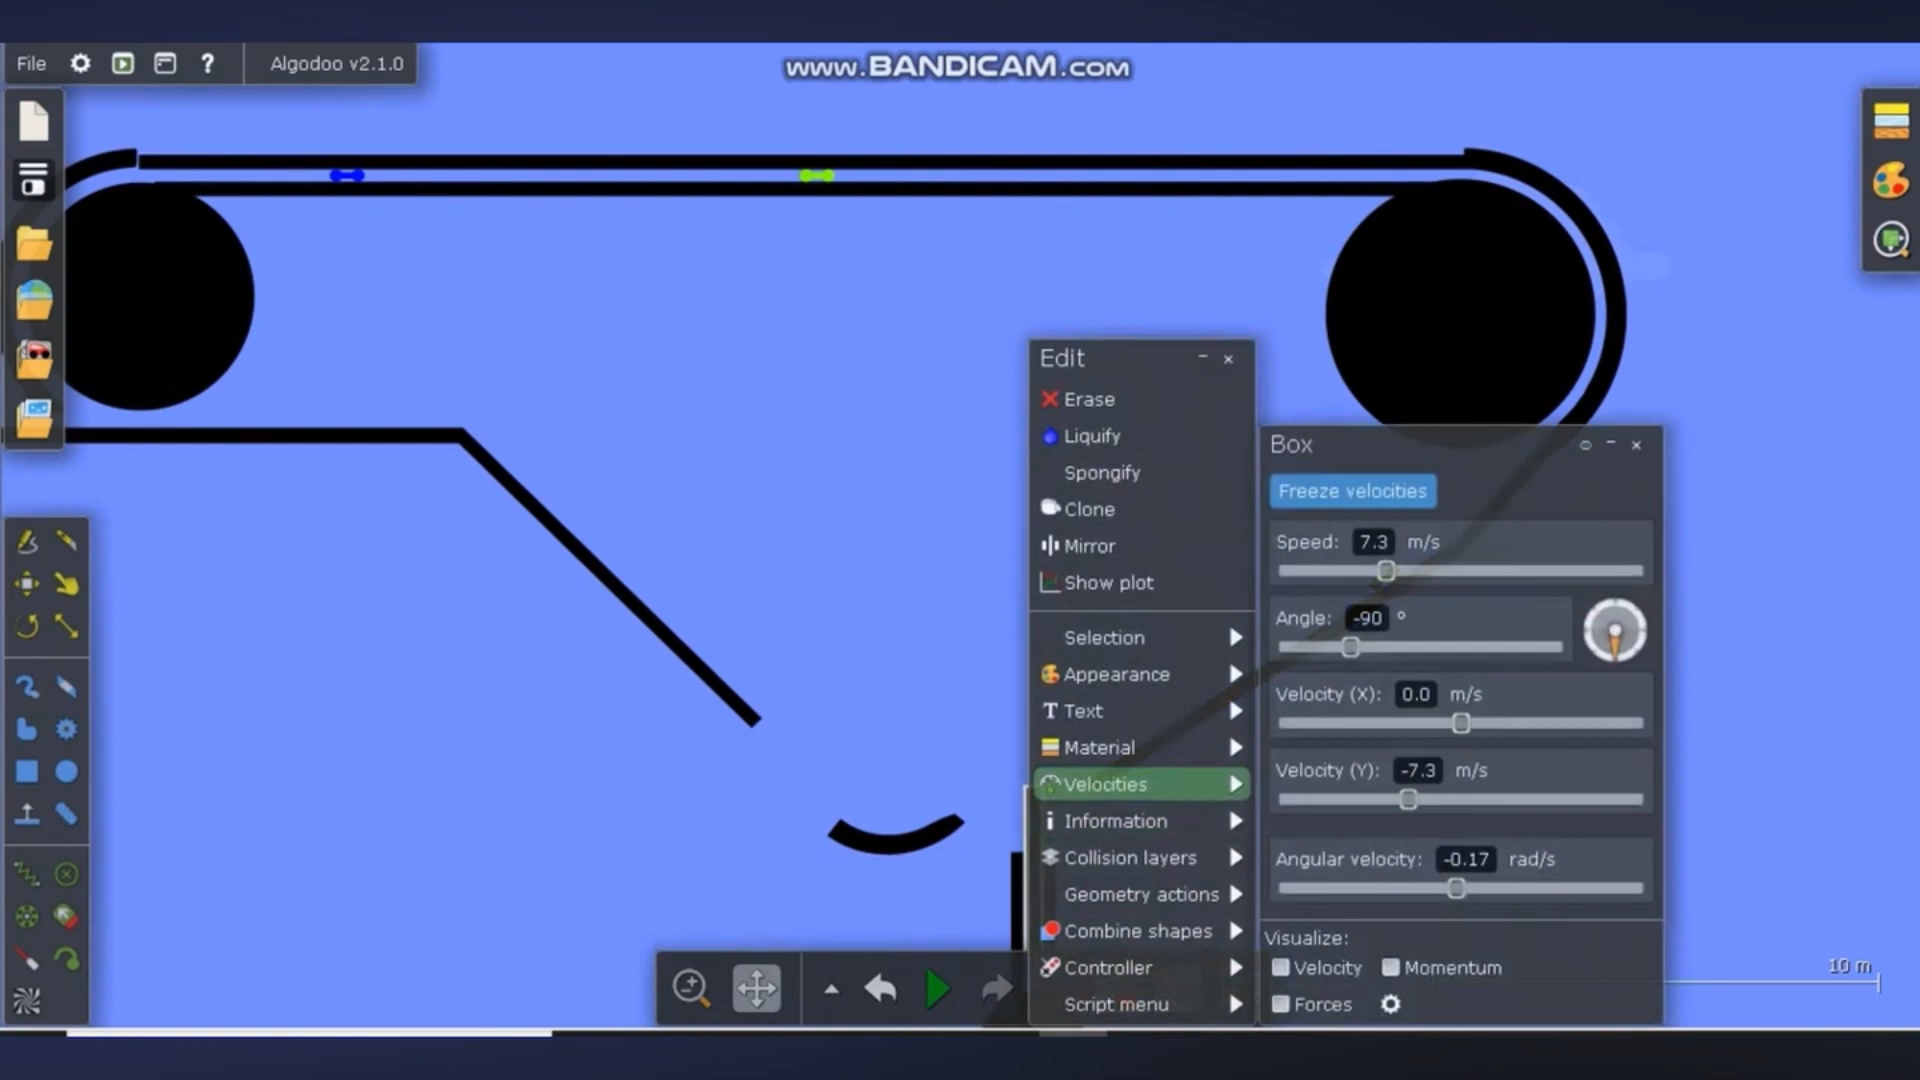 File
Algodoo v2.1.0
www.BANDICAM.com
Edit
Erase
Liquify
Spongify
Clone
Mirror
Show plot
Selection
Appearance
Text
Material
Velocities
Information
Collision layers
Geometry actions
Combine shapes
Controller
Script menu
Box
Freeze velocities
Speed: 7.3 m/s
Angle: -90 °
Velocity (X): 0.0 m/s
Velocity (Y): -7.3 m/s
Angular velocity: -0.17 rad/s
Visualize:
Velocity Momentum
Forces
10 m